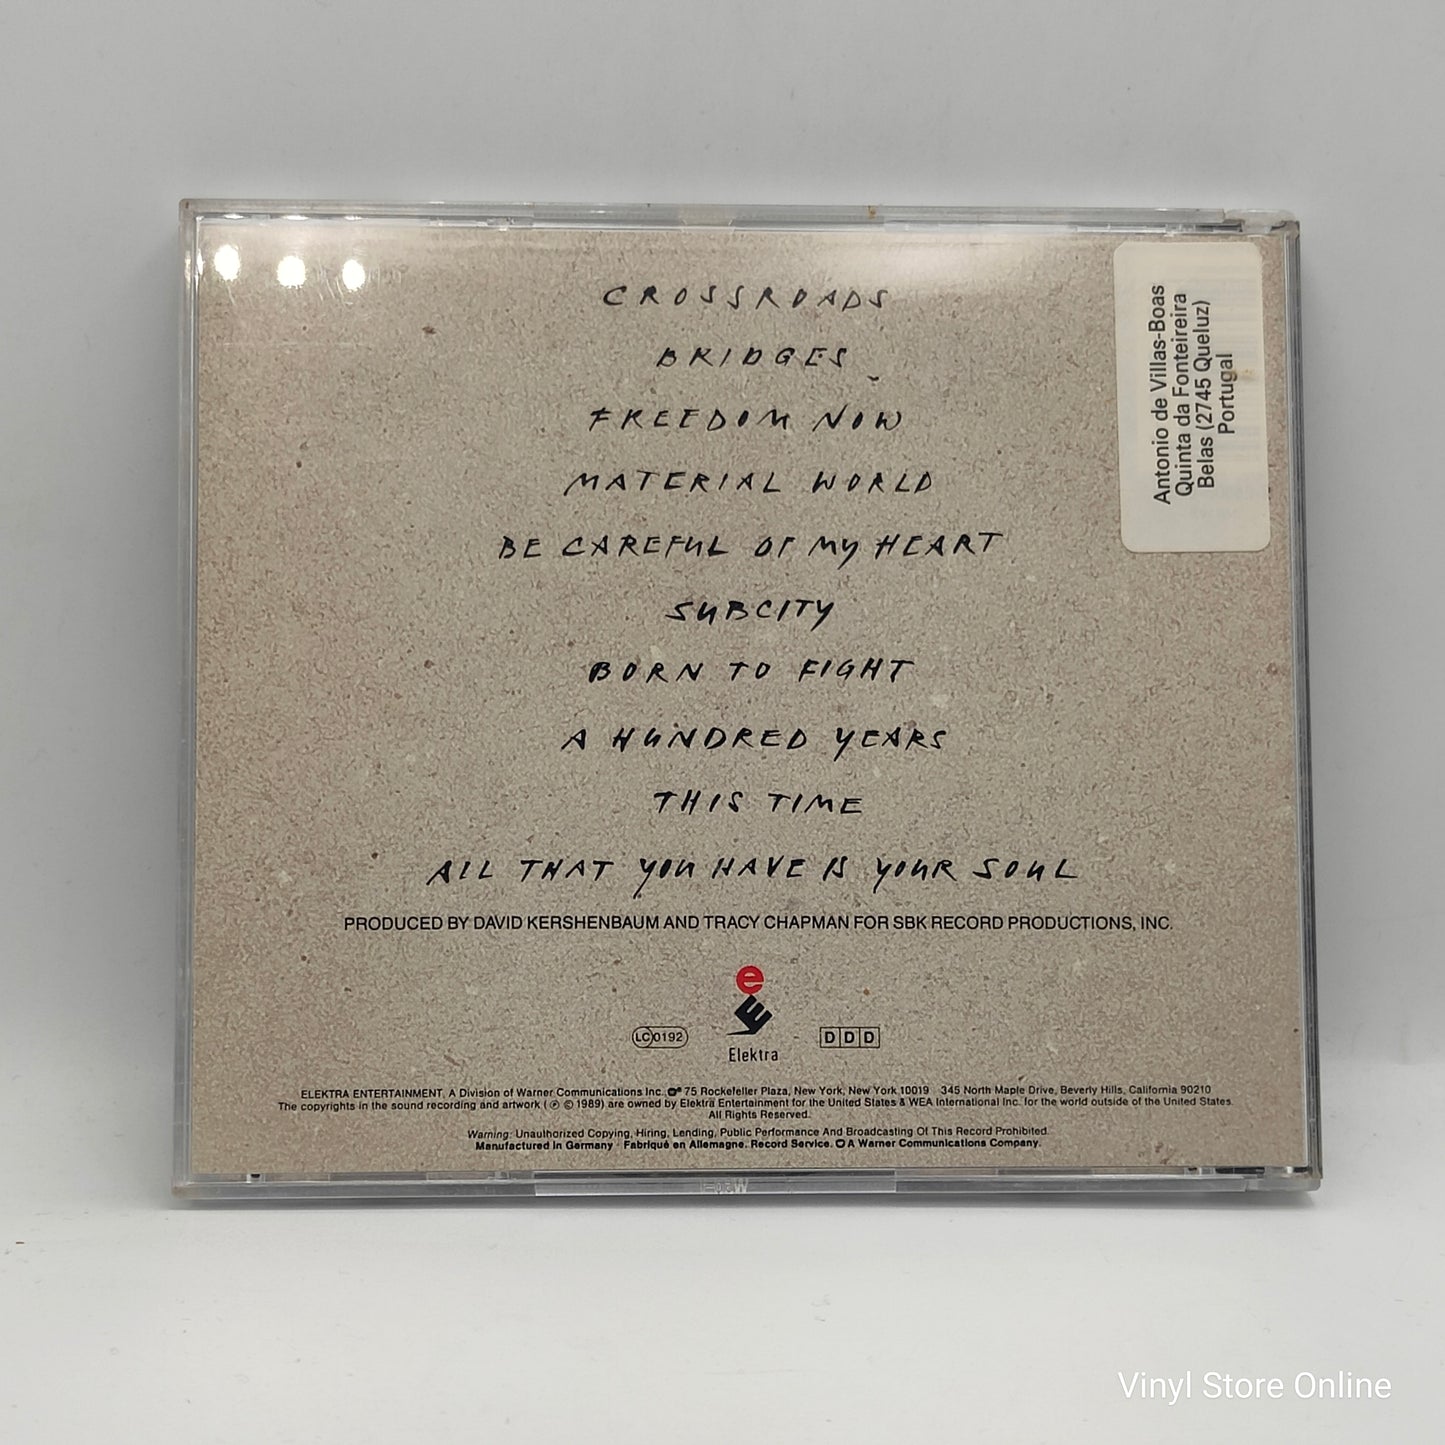 CROSSROADS
BRIDGES
FREEDOM NOW
MATERIAL WORLD
BE CAREFUL OF MY HEART
SUBCITY
BORN TO FIGHT
A HUNDRED YEARS
THIS TIME
ALL THAT YOU HAVE IS YOUR SOUL
PRODUCED BY DAVID KERSHENBAUM AND TRACY CHAPMAN FOR SBK RECORD PRODUCTIONS, INC.
e
E
LC 0192
Elektra
DDD
ELEKTRA ENTERTAINMENT, A Division of Warner Communications Inc. 75 Rockefeller Plaza, New York, New York 10019 345 North Maple Drive, Beverly Hills, California 90210
The copyrights in the sound recording and artwork (℗ © 1989) are owned by Elektra Entertainment for the United States & WEA International Inc. for the world outside of the United States.
All Rights Reserved.
Warning: Unauthorized Copying, Hiring, Lending, Public Performance And Broadcasting Of This Record Prohibited.
Manufactured in Germany · Fabriqué en Allemagne. Record Service. A Warner Communications Company.
Antonio de Villas-Boas
Quinta da Fonteireira
Belas (2745 Queluz)
Portugal
Vinyl Store Online